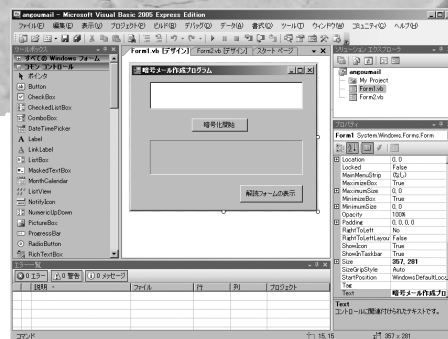 angoumail - Microsoft Visual Basic 2005 Express Edition
ファイル(F) 編集(E) 表示(V) プロジェクト(P) ビルド(B) デバッグ(D) データ(A) 書式(O) ツール(T) ウィンドウ(W) コミュニティ(C) ヘルプ(H)
ツールボックス
すべての Windows フォーム
コモン コントロール
ポインタ
Button
CheckBox
CheckedListBox
ComboBox
DateTimePicker
Label
LinkLabel
ListBox
MaskedTextBox
MonthCalendar
ListView
NotifyIcon
NumericUpDown
PictureBox
ProgressBar
RadioButton
RichTextBox
Form1.vb [デザイン] Form2.vb [デザイン] スタート ページ
暗号メール作成プログラム
暗号化開始
解読フォームの表示
ソリューション エクスプローラ
angoumail
My Project
Form1.vb
Form2.vb
プロパティ
Form1 System.Windows.Forms.Form
Location 0, 0
Locked False
MainMenuStrip (なし)
MaximizeBox True
MaximumSize 0, 0
MinimizeBox True
MinimumSize 0, 0
Opacity 100%
Padding 0, 0, 0, 0
RightToLeft No
RightToLeftLayou False
ShowIcon True
ShowInTaskbar True
Size 357, 281
SizeGripStyle Auto
StartPosition WindowsDefaultLoca
Tag
Text 暗号メール作成プロ
Text
コントロールに関連付けられたテキストです。
エラー一覧
0 エラー 0 警告 0 メッセージ
説明 ファイル 行 列 プロジェクト
コマンド 15, 15 357 x 281